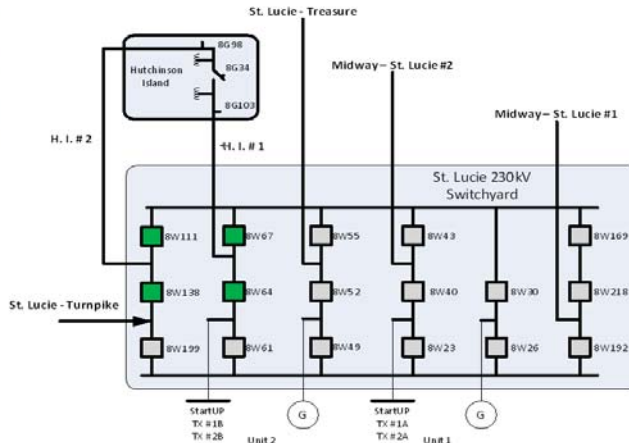 St. Lucie - Treasure
8G98
Hutchinson
Island
8G34
8G103
Midway – St. Lucie #2
Midway – St. Lucie #1
H. I. # 2
H. I. # 1
St. Lucie 230kV
Switchyard
8W111
8W67
8W55
8W43
8W169
8W138
8W64
8W52
8W40
8W30
8W218
St. Lucie - Turnpike
8W199
8W61
8W49
8W23
8W26
8W192
StartUP
TX #1B
TX #2B
G
Unit 2
StartUP
TX #1A
TX #2A
G
Unit 1